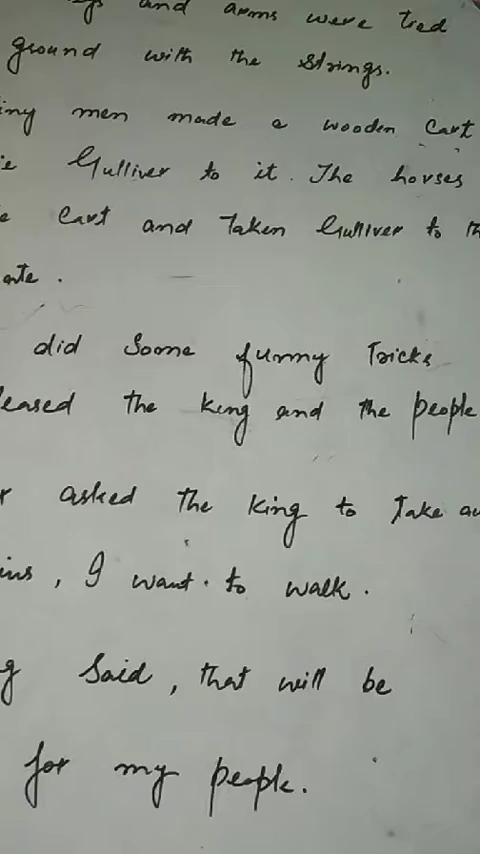 and arms were tied
ground with the strings.
men made a wooden cart
Gulliver to it. The horses
cart and Taken Gulliver to
did Some funny Tricks
the king and the people
asked the king to Take
, I want. to walk.
Said, that will be
for my people.